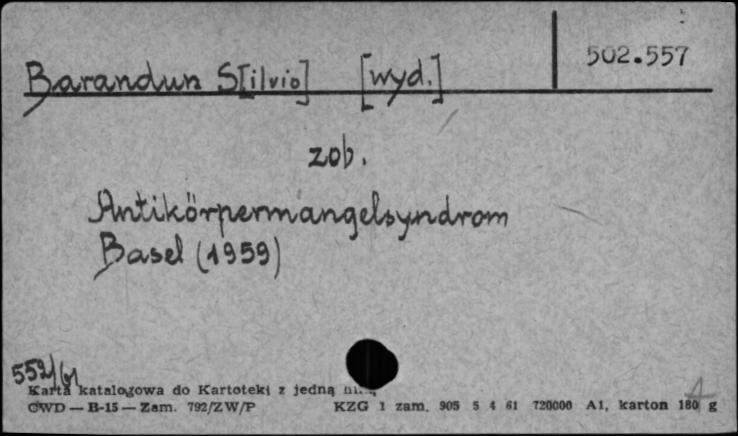 502.557
Barandun S[ilvio] [wyd.]
zob.
Antikörpermangelsyndrom
Basel (1959)
552/61
Karta katalogowa do Kartoteki z jedną
CWD — B-15 — Zam. 792/ZW/P KZG 1 zam. 905 5 4 61 720000 A1, karton 180 g